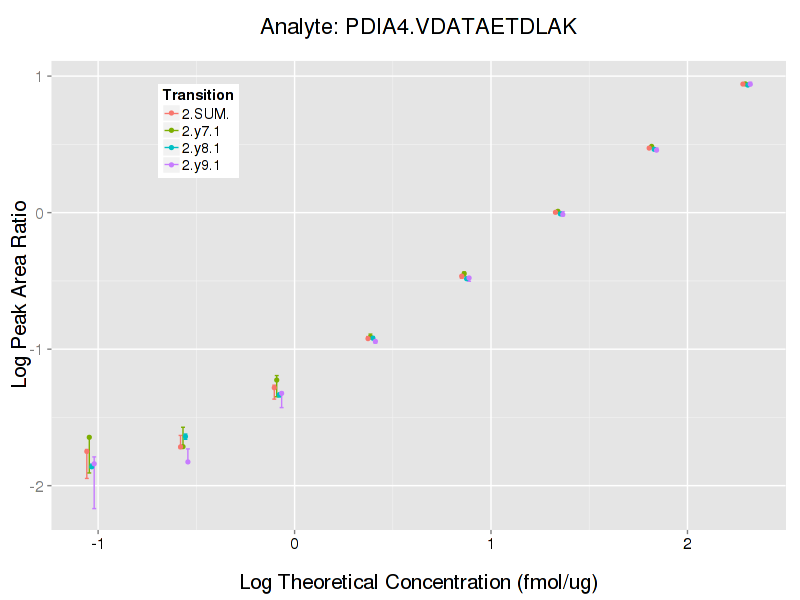 Analyte: PDIA4.VDATAETDLAK
Transition
2.SUM.
2.y7.1
2.y8.1
2.y9.1
Log Peak Area Ratio
1
0
-1
-2
-1
0
1
2
Log Theoretical Concentration (fmol/ug)